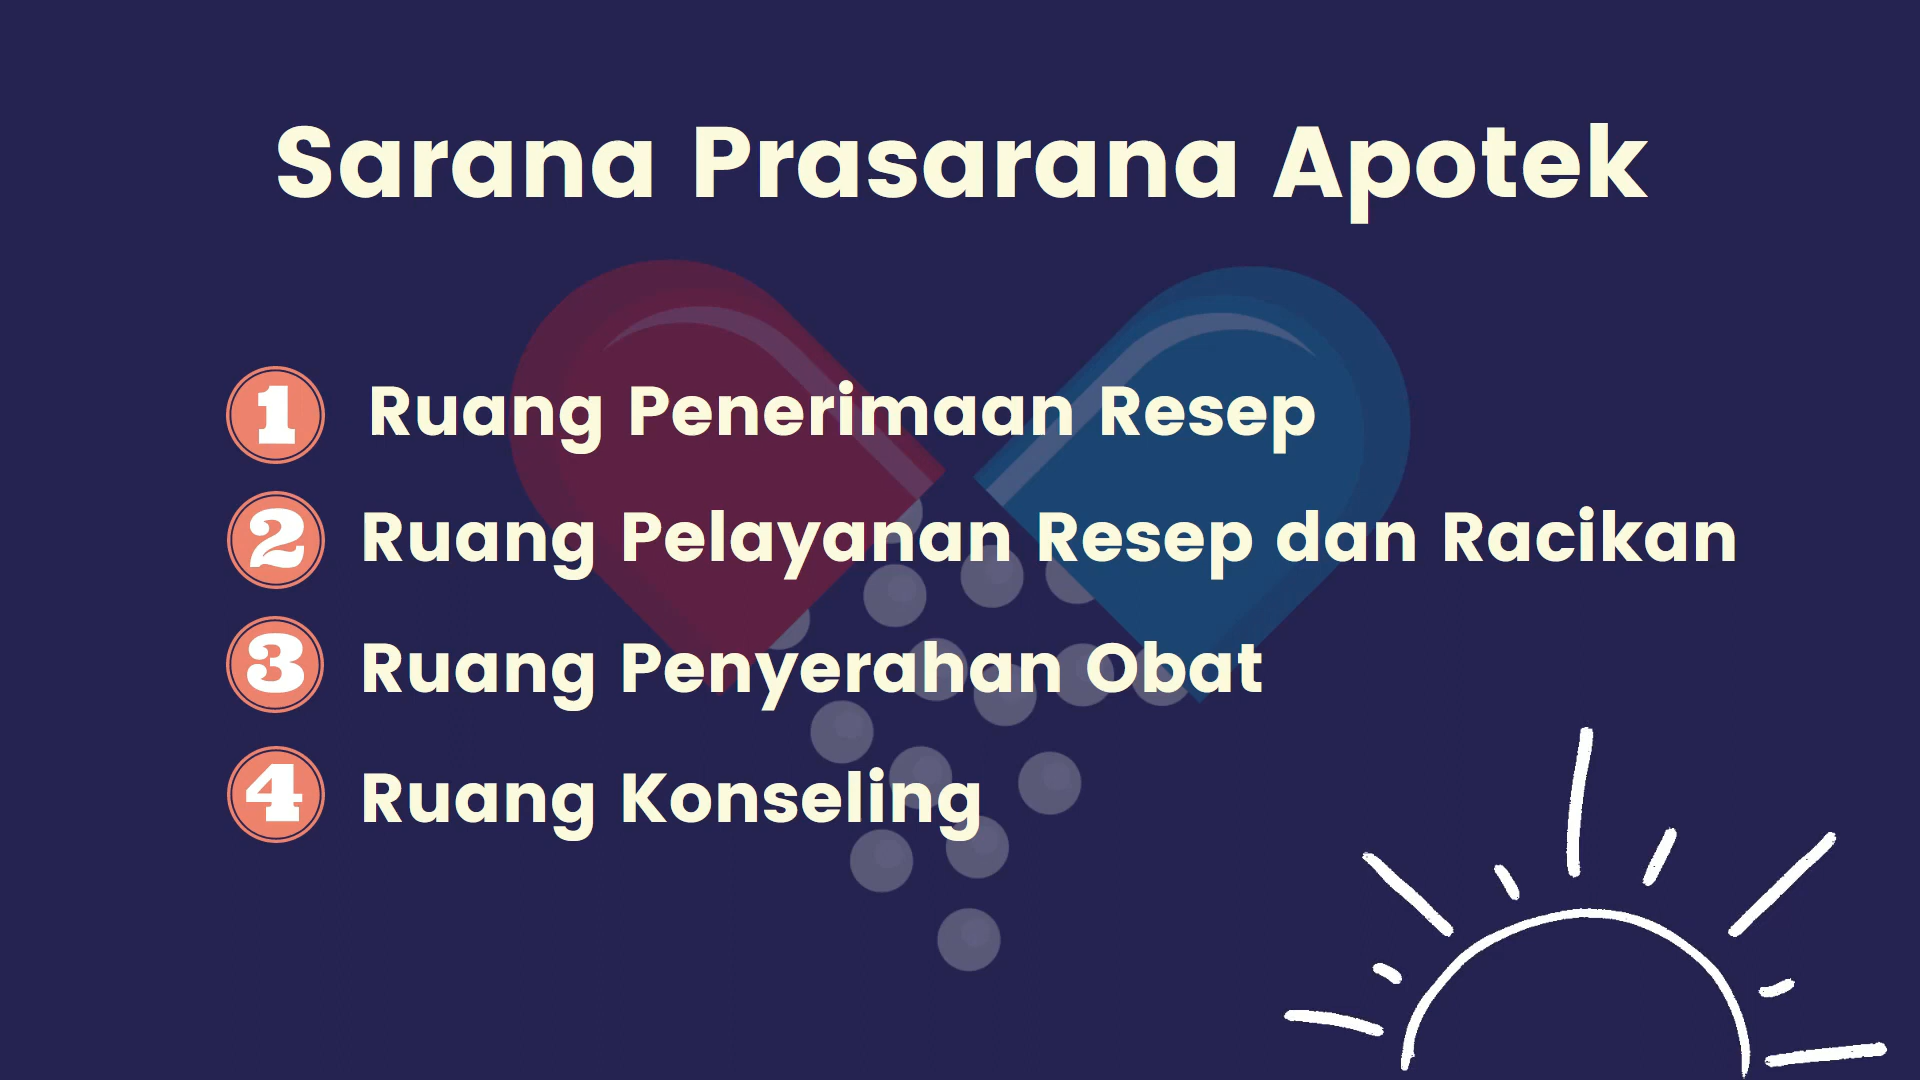 Sarana Prasarana Apotek
1 Ruang Penerimaan Resep
2 Ruang Pelayanan Resep dan Racikan
3 Ruang Penyerahan Obat
4 Ruang Konseling